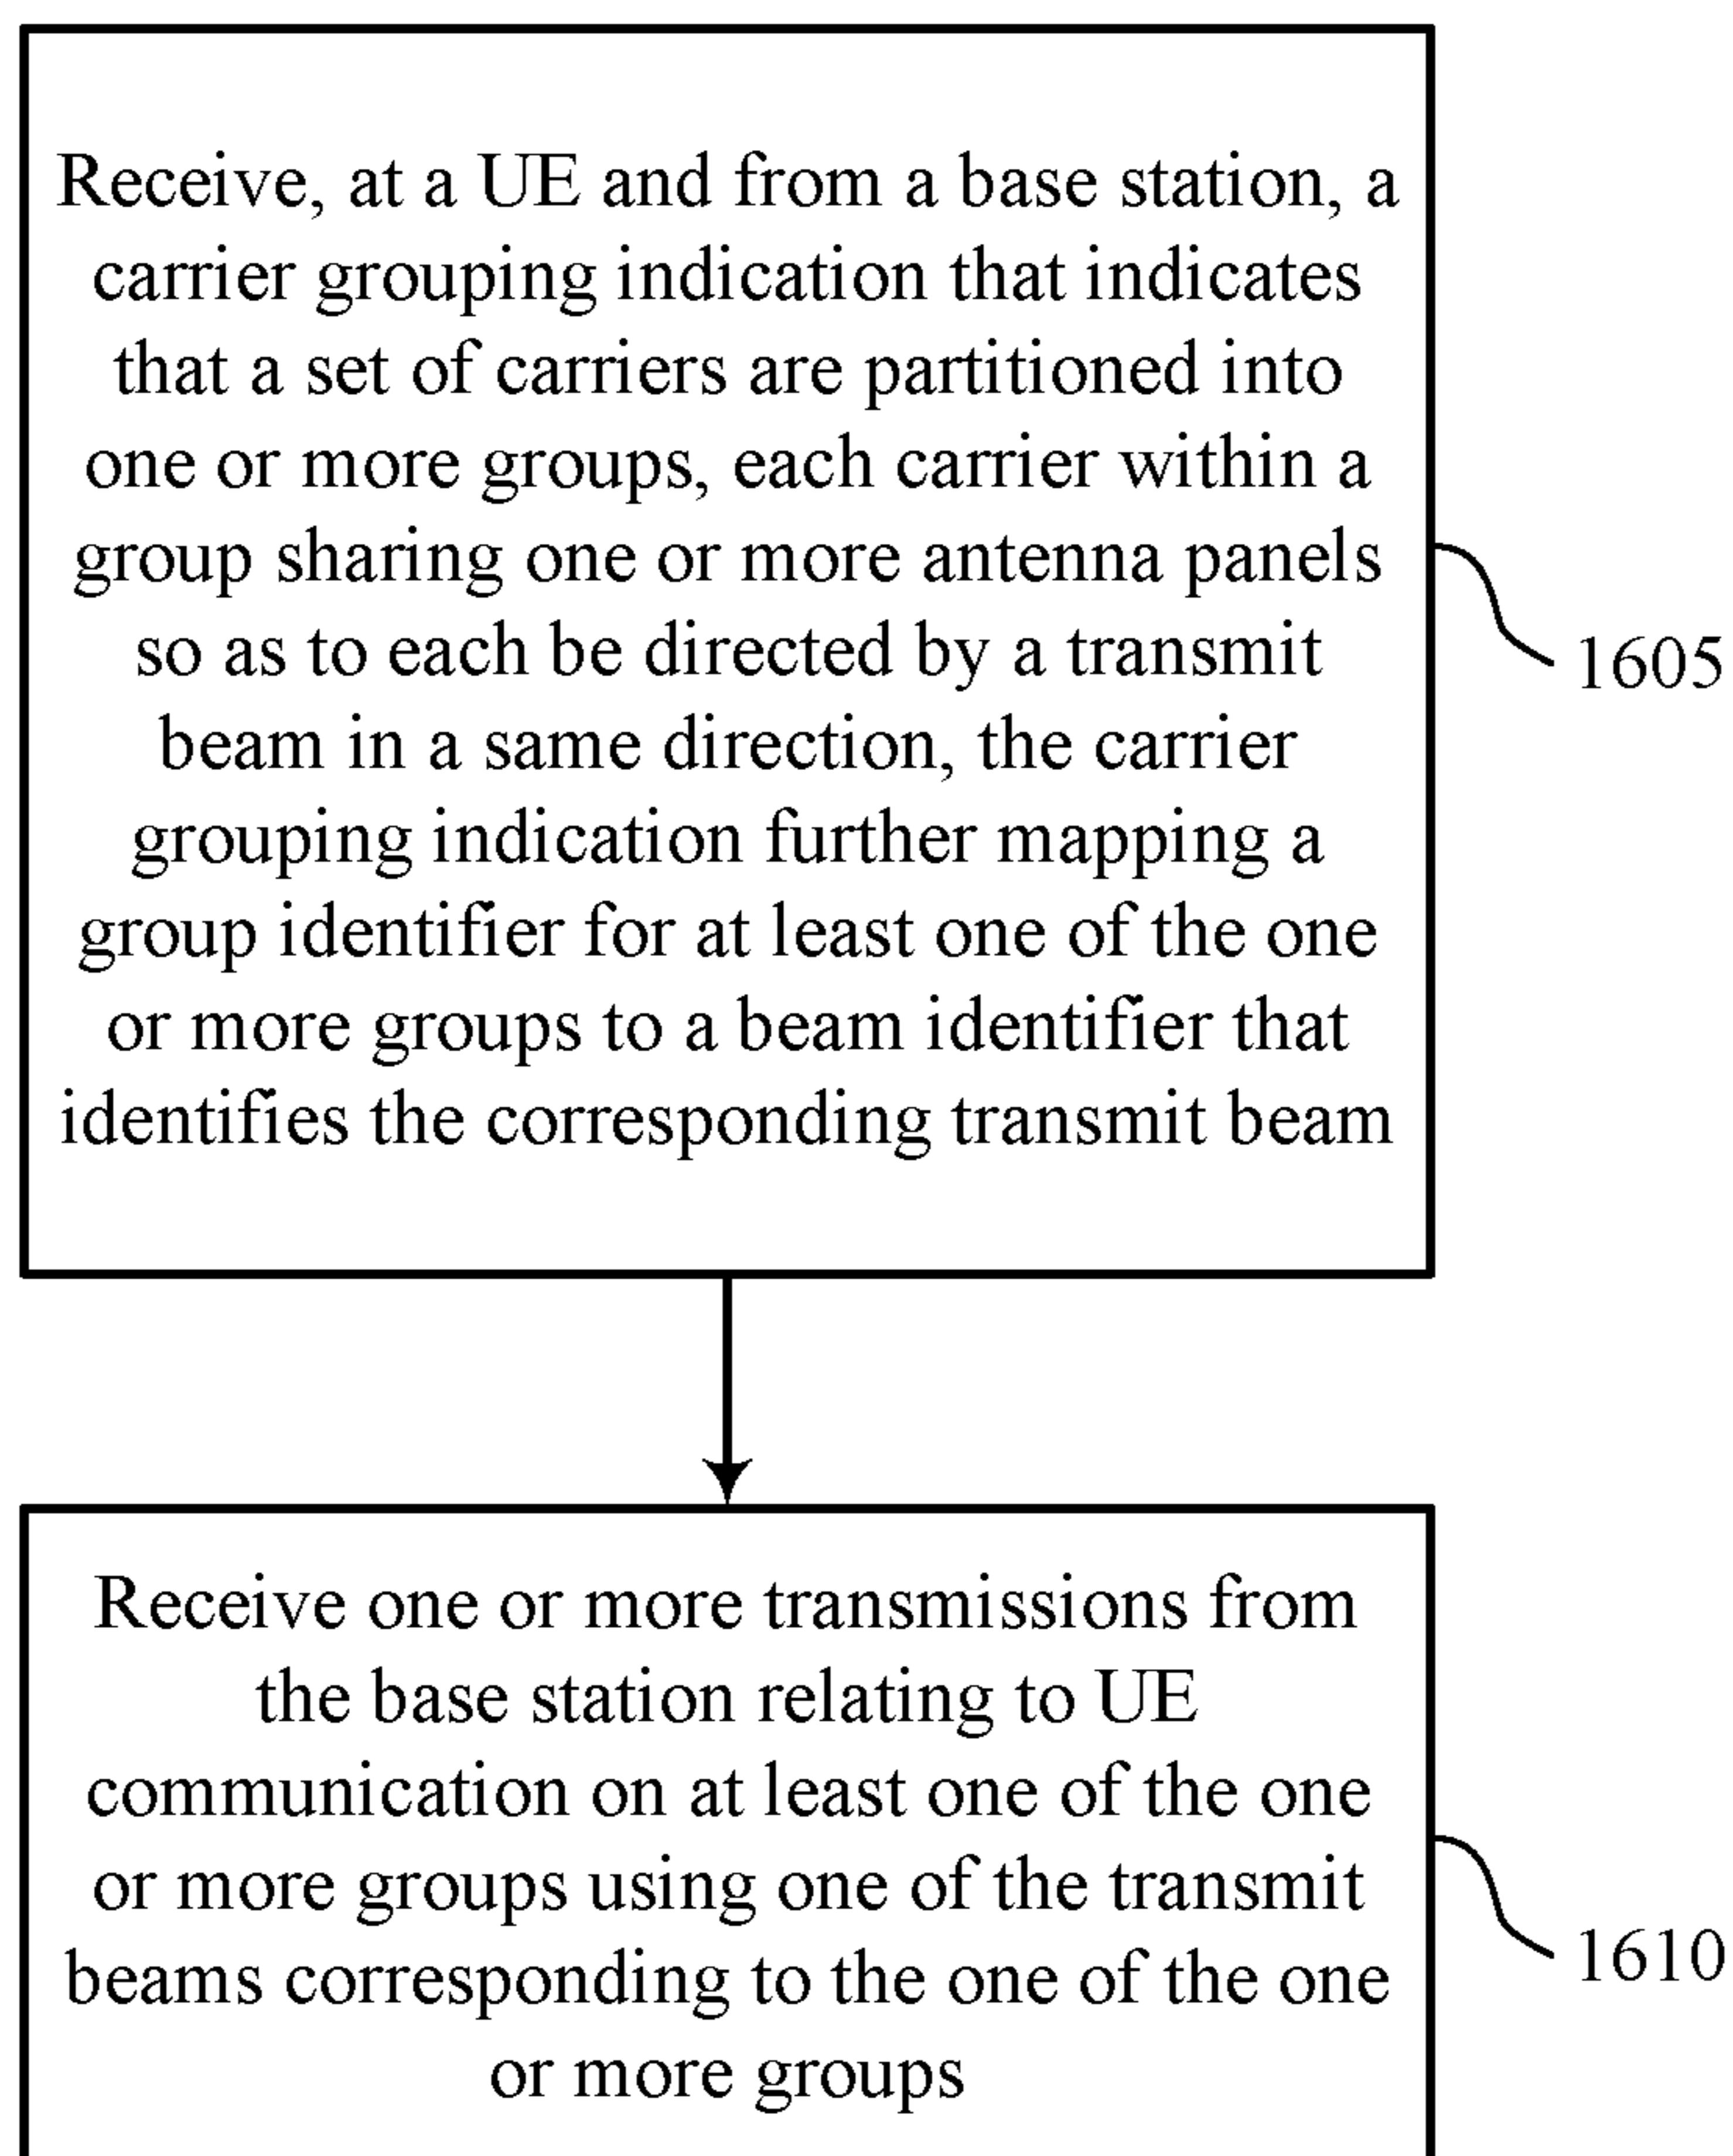 Receive, at a UE and from a base station, a
carrier grouping indication that indicates
that a set of carriers are partitioned into
one or more groups, each carrier within a
group sharing one or more antenna panels
so as to each be directed by a transmit
beam in a same direction, the carrier
grouping indication further mapping a
group identifier for at least one of the one
or more groups to a beam identifier that
identifies the corresponding transmit beam
1605
Receive one or more transmissions from
the base station relating to UE
communication on at least one of the one
or more groups using one of the transmit
beams corresponding to the one of the one
or more groups
1610